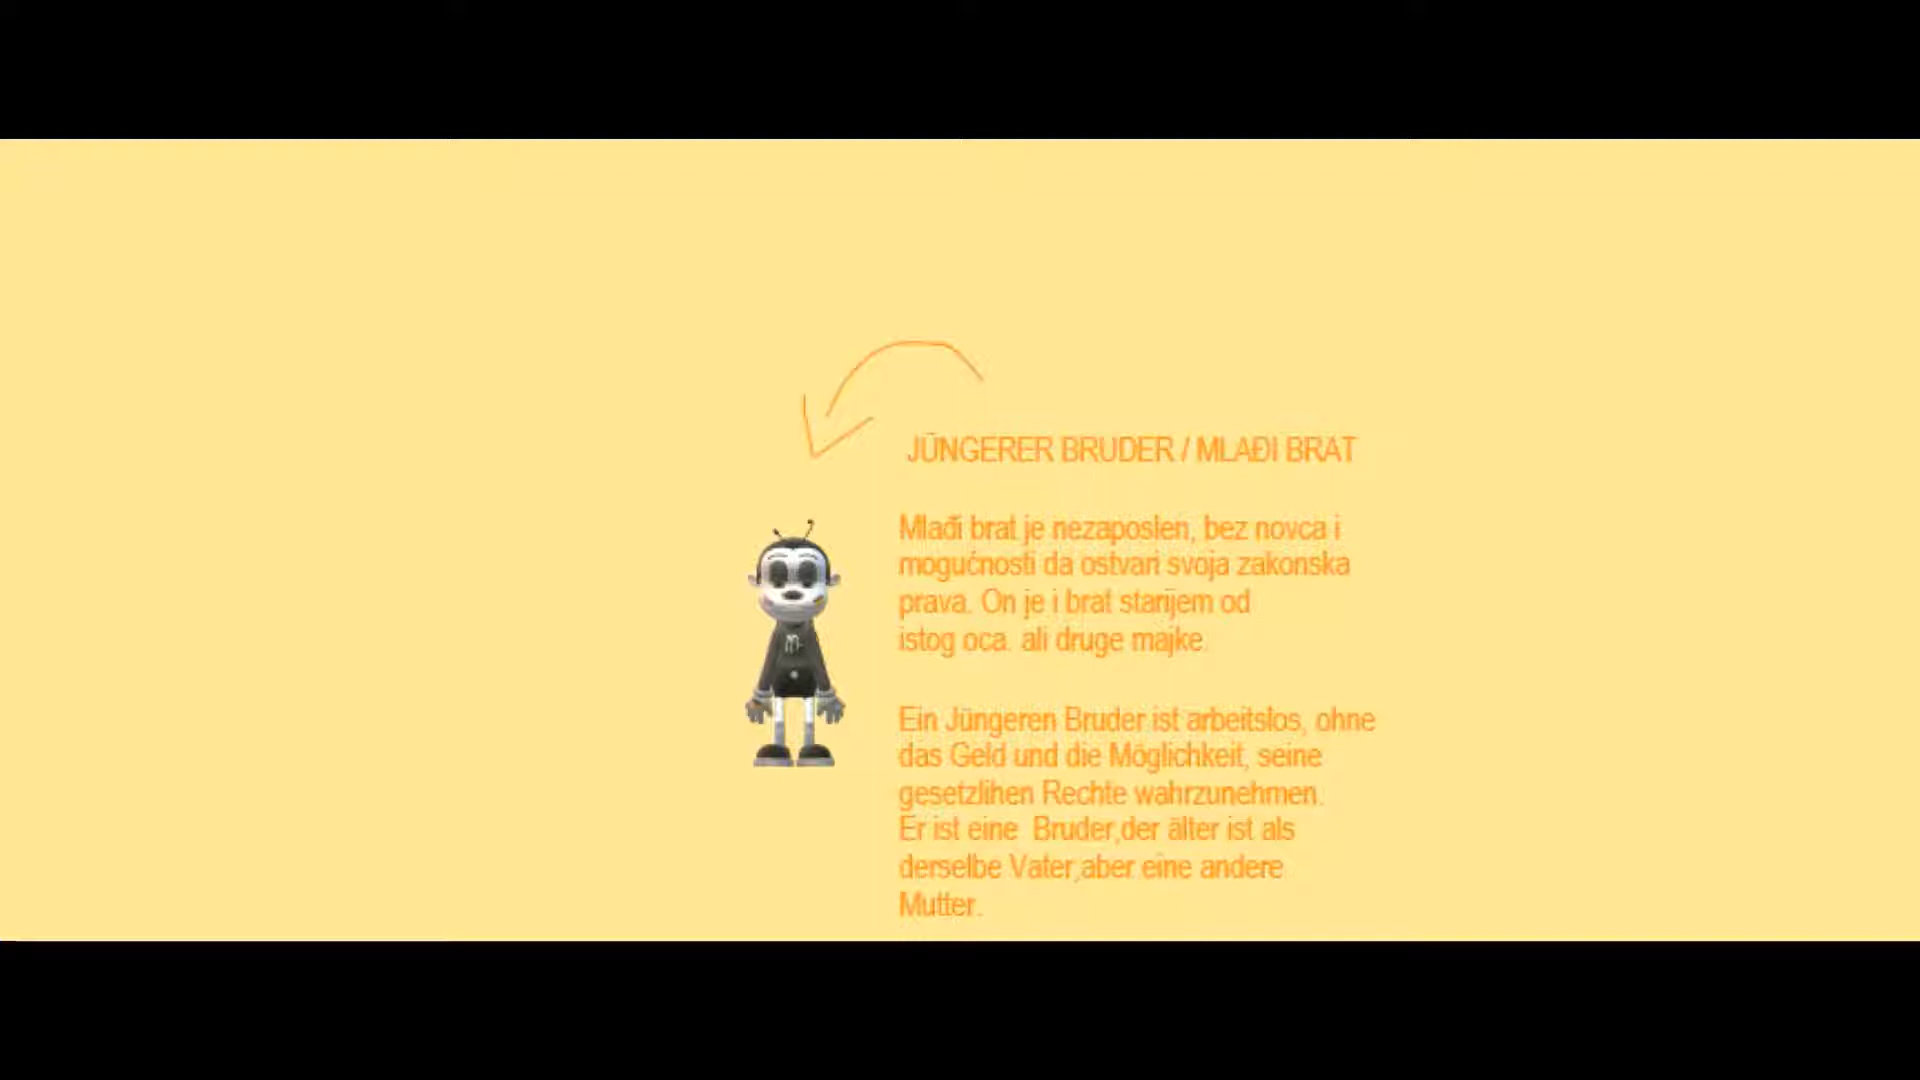 JÜNGERER BRUDER / MLAĐI BRAT
Mlađi brat je nezaposlen, bez novca i
mogućnosti da ostvari svoja zakonska
prava. On je i brat starijem od
istog oca. ali druge majke.
Ein Jüngeren Bruder ist arbeitslos, ohne
das Geld und die Möglichkeit, seine
gesetzlihen Rechte wahrzunehmen.
Er ist eine Bruder,der älter ist als
derselbe Vater,aber eine andere
Mutter.